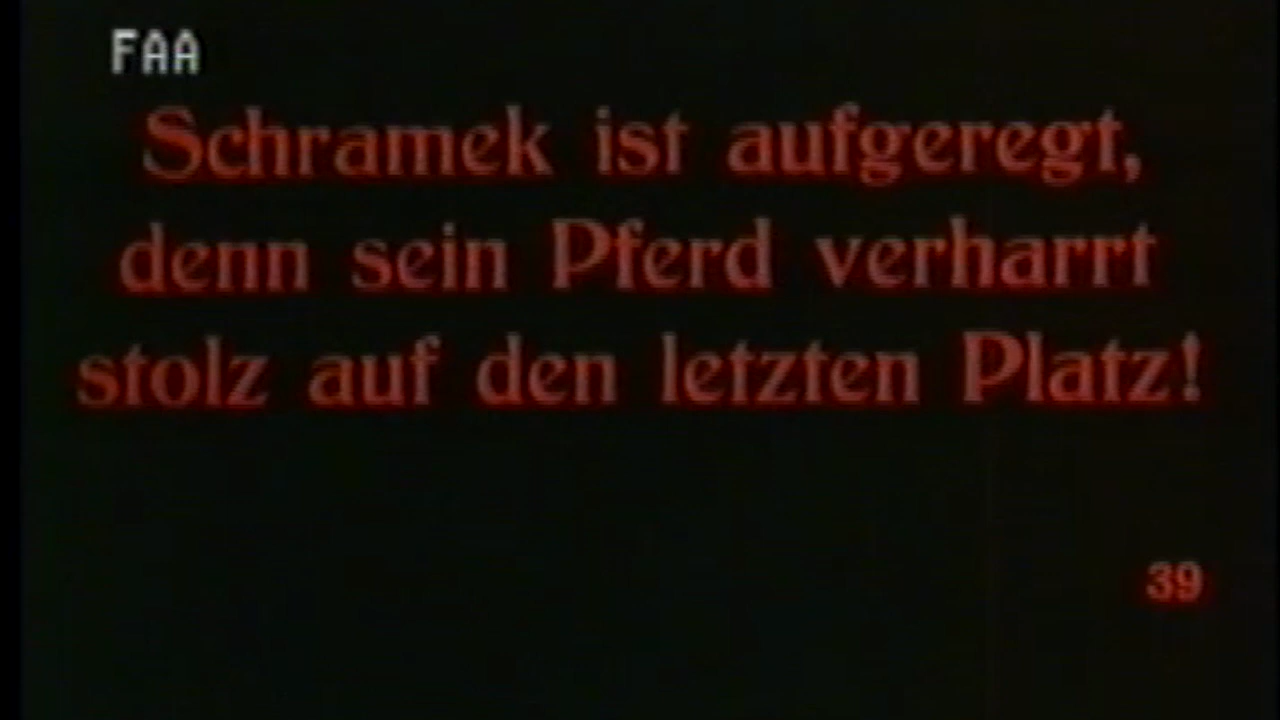 FAA
Schramek ist aufgeregt,
denn sein Pferd verharrt
stolz auf den letzten Platz!
39